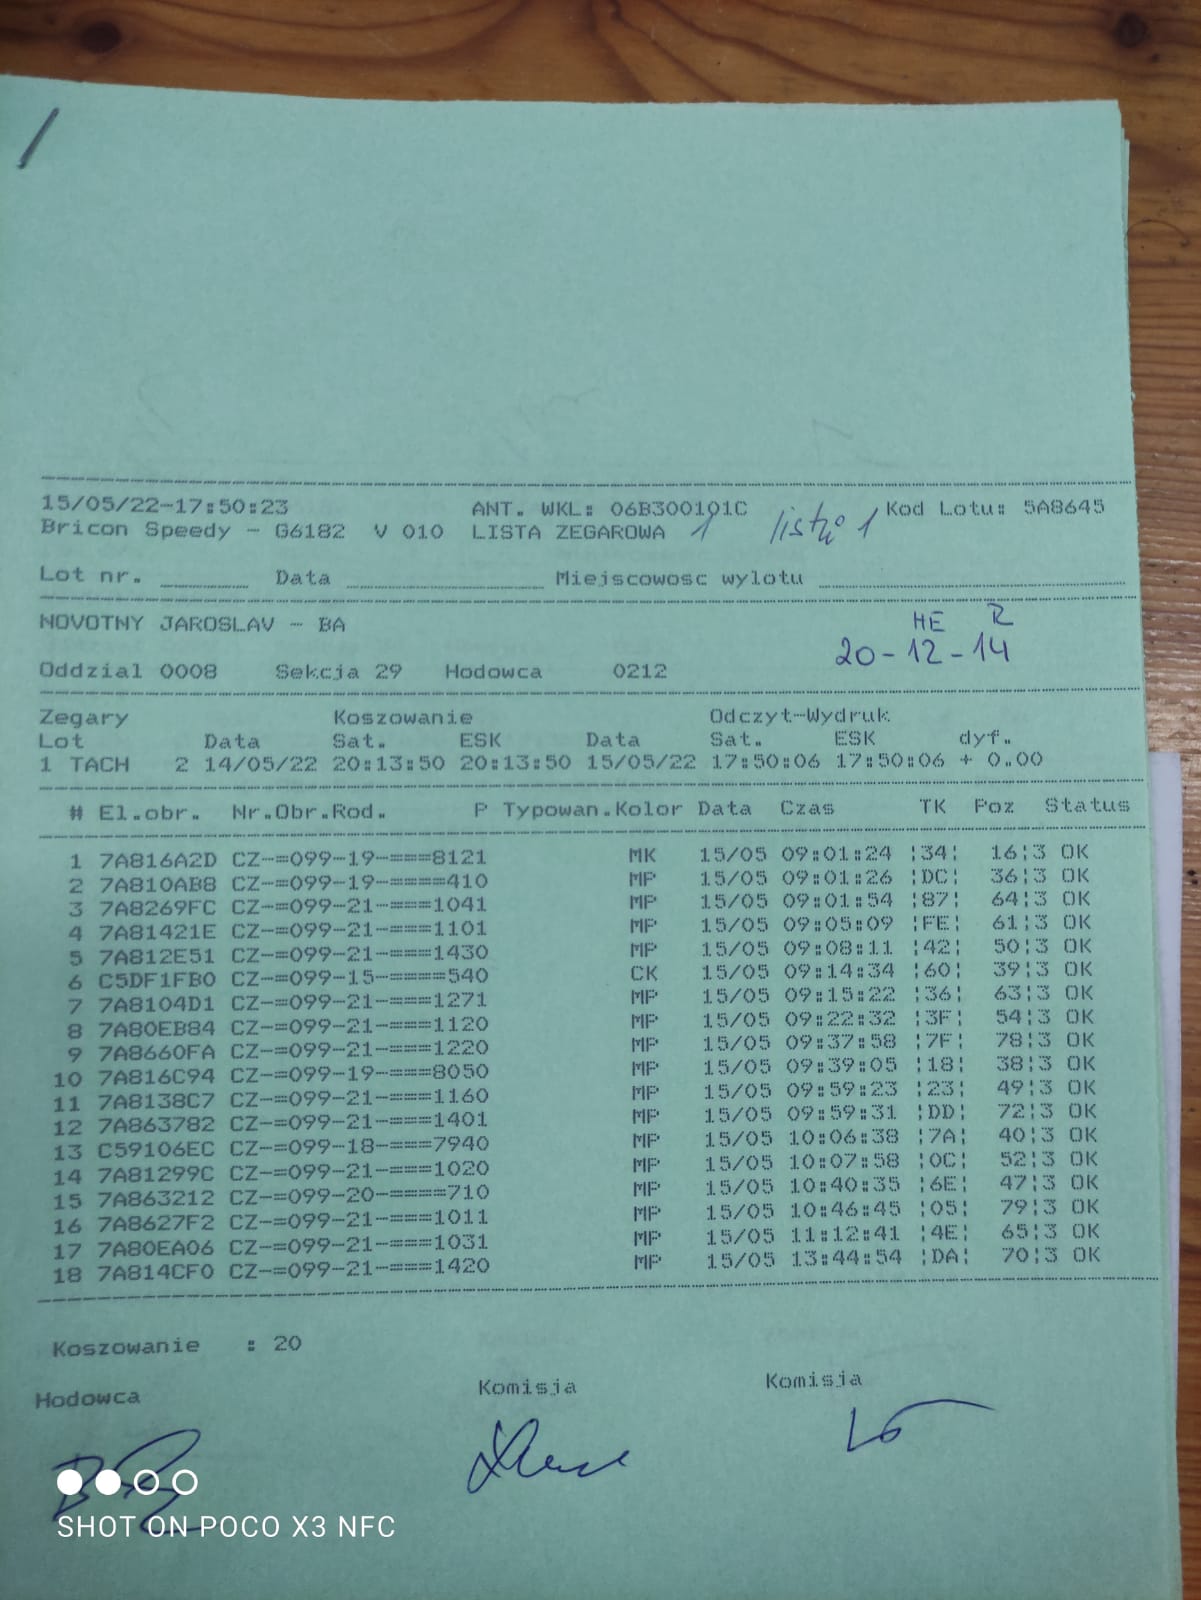 15/05/22-17:50:23 ANT. WKL: 06B300101C Kod Lotu: 5A8645
Bricon Speedy - G6182 V 010 LISTA ZEGAROWA 1 listę 1
Lot nr. Data Miejscowosc wylotu
NOVOTNY JAROSLAV - BA
HE R
20-12-14
Oddzial 0008 Sekcja 29 Hodowca 0212
Zegary Koszowanie Odczyt-Wydruk
Lot Data Sat. ESK Data Sat. ESK dyf.
1 TACH 2 14/05/22 20:13:50 20:13:50 15/05/22 17:50:06 17:50:06 + 0.00
# El.obr. Nr.Obr.Rod. P Typowan.Kolor Data Czas TK Poz Status
1 7A816A2D CZ-=099-19-===8121 MK 15/05 09:01:24 ¦34¦ 16¦3 OK
2 7A810AB8 CZ-=099-19-====410 MP 15/05 09:01:26 ¦DC¦ 36¦3 OK
3 7A8269FC CZ-=099-21-===1041 MP 15/05 09:01:54 ¦87¦ 64¦3 OK
4 7A81421E CZ-=099-21-===1101 MP 15/05 09:05:09 ¦FE¦ 61¦3 OK
5 7A812E51 CZ-=099-21-===1430 MP 15/05 09:08:11 ¦42¦ 50¦3 OK
6 C5DF1FB0 CZ-=099-15-====540 CK 15/05 09:14:34 ¦60¦ 39¦3 OK
7 7A8104D1 CZ-=099-21-===1271 MP 15/05 09:15:22 ¦36¦ 63¦3 OK
8 7A80EB84 CZ-=099-21-===1120 MP 15/05 09:22:32 ¦3F¦ 54¦3 OK
9 7A8660FA CZ-=099-21-===1220 MP 15/05 09:37:58 ¦7F¦ 78¦3 OK
10 7A816C94 CZ-=099-19-===8050 MP 15/05 09:39:05 ¦18¦ 38¦3 OK
11 7A8138C7 CZ-=099-21-===1160 MP 15/05 09:59:23 ¦23¦ 49¦3 OK
12 7A863782 CZ-=099-21-===1401 MP 15/05 09:59:31 ¦DD¦ 72¦3 OK
13 C59106EC CZ-=099-18-===7940 MP 15/05 10:06:38 ¦7A¦ 40¦3 OK
14 7A81299C CZ-=099-21-===1020 MP 15/05 10:07:58 ¦0C¦ 52¦3 OK
15 7A863212 CZ-=099-20-====710 MP 15/05 10:40:35 ¦6E¦ 47¦3 OK
16 7A8627F2 CZ-=099-21-===1011 MP 15/05 10:46:45 ¦05¦ 79¦3 OK
17 7A80EA06 CZ-=099-21-===1031 MP 15/05 11:12:41 ¦4E¦ 65¦3 OK
18 7A814CF0 CZ-=099-21-===1420 MP 15/05 13:44:54 ¦DA¦ 70¦3 OK
Koszowanie : 20
Hodowca Komisja Komisja
SHOT ON POCO X3 NFC